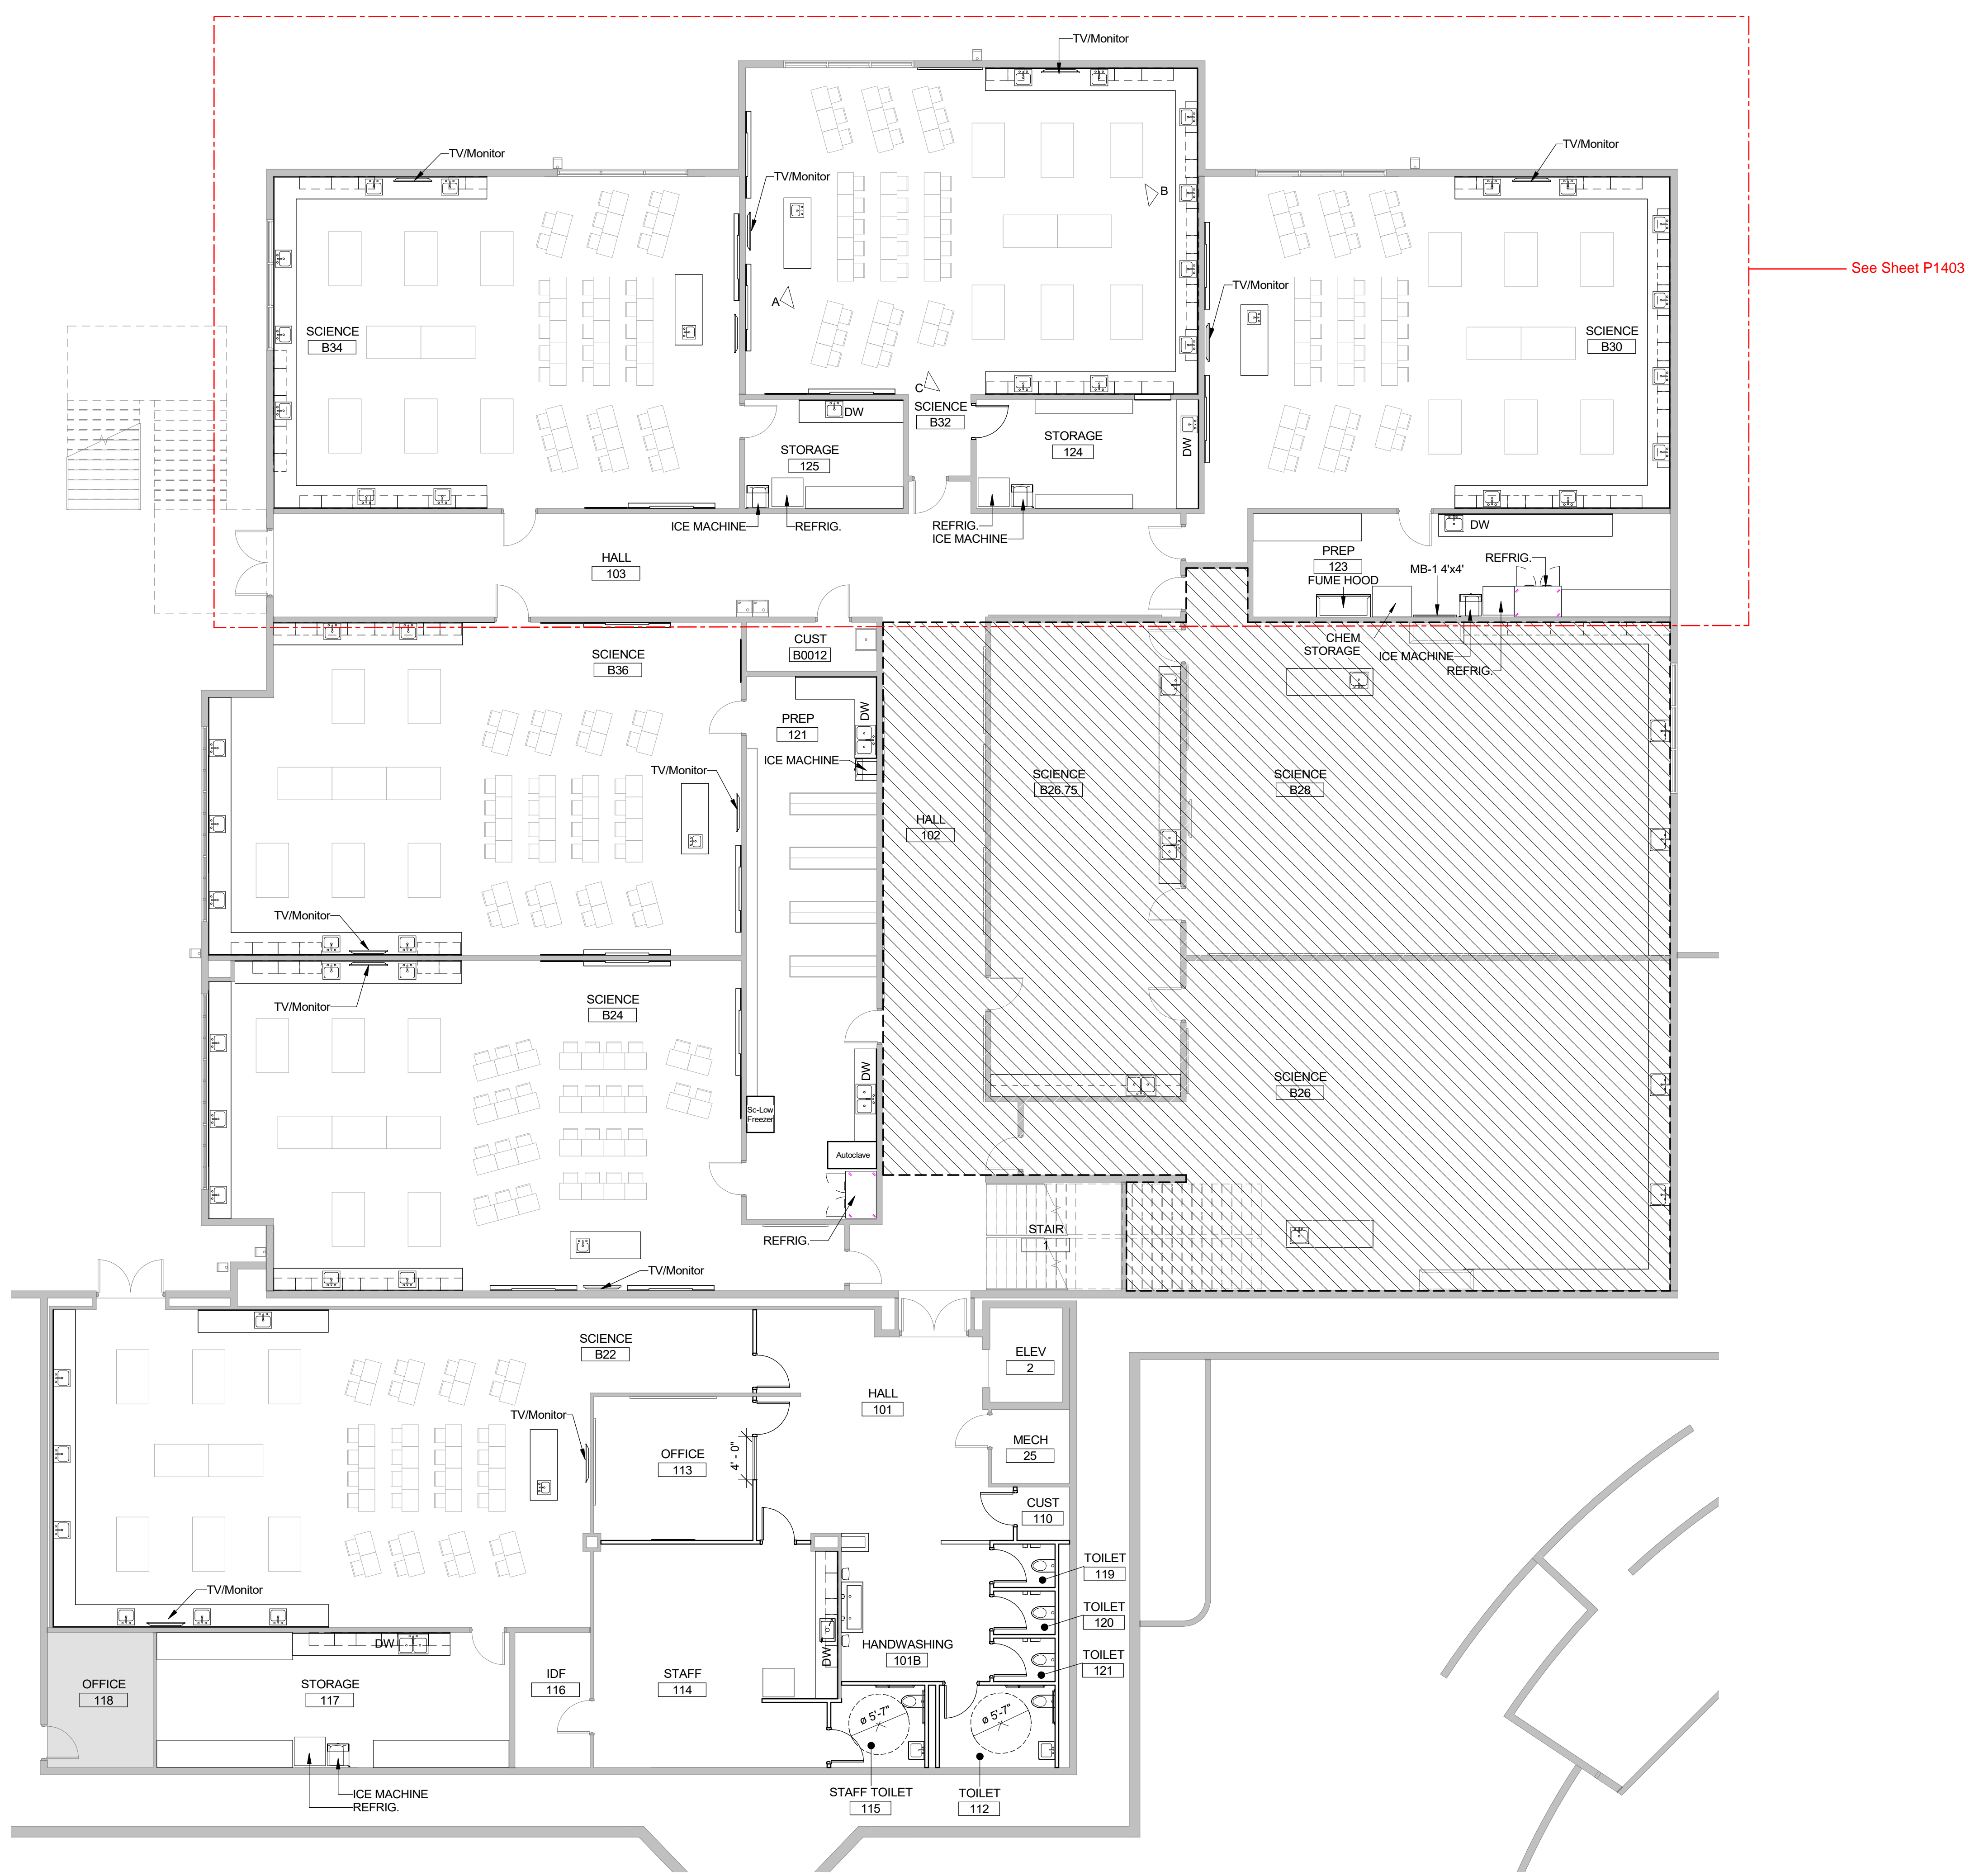 TV/Monitor
See Sheet P1403
TV/Monitor
TV/Monitor
TV/Monitor
B
TV/Monitor
A
SCIENCE
B34
SCIENCE
B30
C
SCIENCE
B32
DW
STORAGE
125
STORAGE
124
DW
ICE MACHINE
REFRIG.
REFRIG.
ICE MACHINE
DW
HALL
103
PREP
123
FUME HOOD
MB-1 4'x4'
REFRIG.
CHEM
STORAGE
ICE MACHINE
REFRIG.
SCIENCE
B36
CUST
B0012
PREP
121
DW
ICE MACHINE
TV/Monitor
SCIENCE
B26.75
SCIENCE
B28
HALL
102
TV/Monitor
TV/Monitor
SCIENCE
B24
DW
Sc-Low
Freezer
Autoclave
SCIENCE
B26
REFRIG.
STAIR
1
TV/Monitor
SCIENCE
B22
ELEV
2
HALL
101
TV/Monitor
OFFICE
113
4' - 0"
MECH
25
CUST
110
TV/Monitor
TOILET
119
TOILET
120
TOILET
121
DW
DW
HANDWASHING
101B
OFFICE
118
STORAGE
117
IDF
116
STAFF
114
ø 5'-7"
ø 5'-7"
ICE MACHINE
REFRIG.
STAFF TOILET
115
TOILET
112